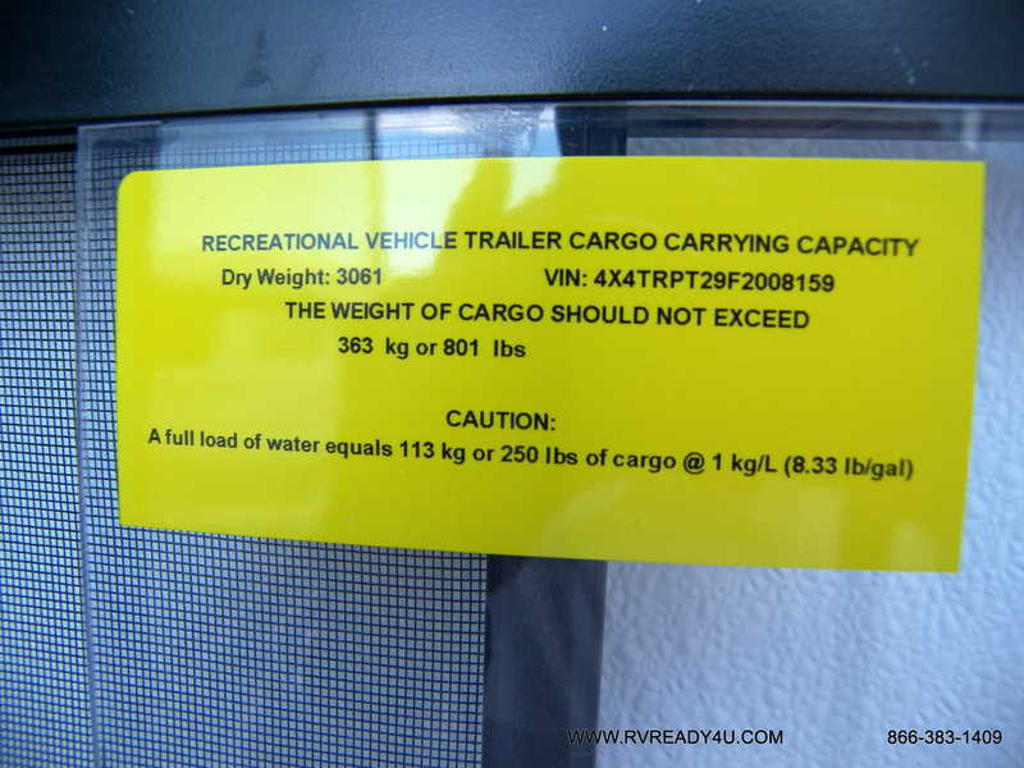 RECREATIONAL VEHICLE TRAILER CARGO CARRYING CAPACITY
Dry Weight: 3061 VIN: 4X4TRPT29F2008159
THE WEIGHT OF CARGO SHOULD NOT EXCEED
363 kg or 801 lbs
CAUTION:
A full load of water equals 113 kg or 250 lbs of cargo @ 1 kg/L (8.33 lb/gal)
WWW.RVREADY4U.COM 866-383-1409